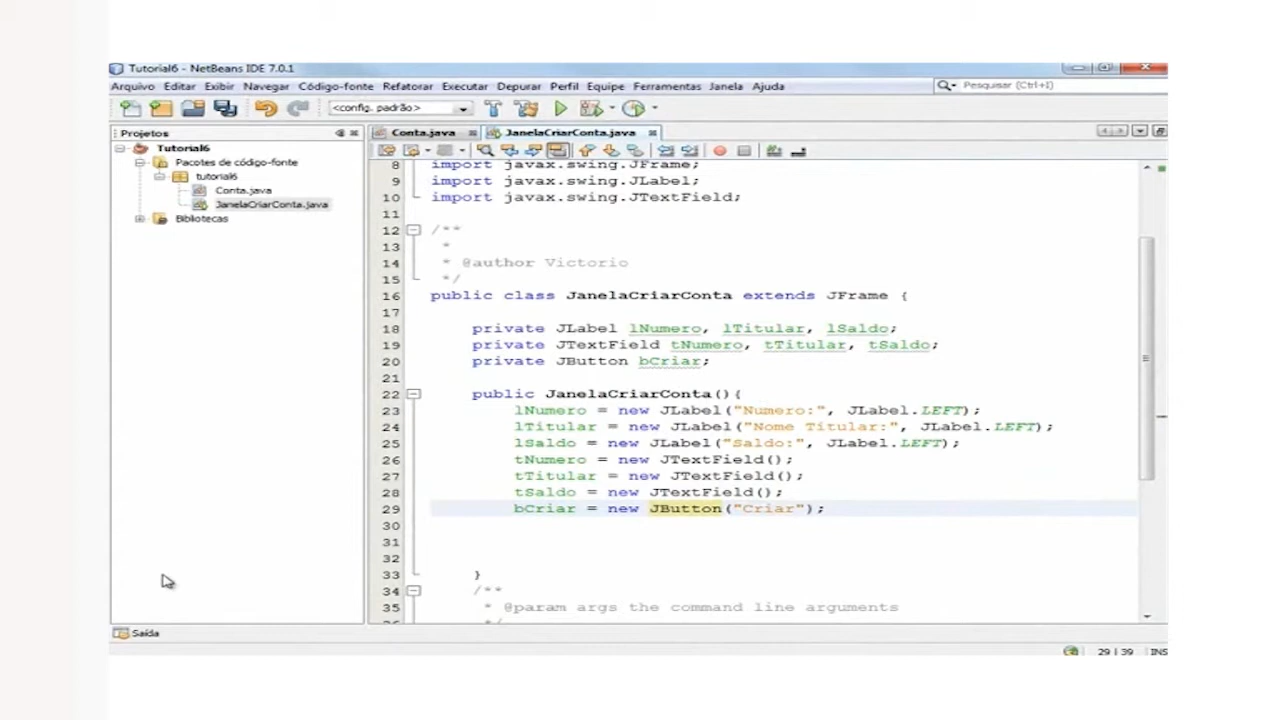 Tutorial6 - NetBeans IDE 7.0.1
Arquivo Editar Exibir Navegar Código-fonte Refatorar Executar Depurar Perfil Equipe Ferramentas Janela Ajuda
Pesquisar (Ctrl+I)
<config. padrão>
Projetos
Tutorial6
Pacotes de código-fonte
tutorial6
Conta.java
JanelaCriarConta.java
Bibliotecas
Conta.java JanelaCriarConta.java
8 import javax.swing.JFrame;
9 import javax.swing.JLabel;
10 import javax.swing.JTextField;
11
12 /**
13 *
14 * @author Victorio
15 */
16 public class JanelaCriarConta extends JFrame {
17
18 private JLabel lNumero, lTitular, lSaldo;
19 private JTextField tNumero, tTitular, tSaldo;
20 private JButton bCriar;
21
22 public JanelaCriarConta(){
23 lNumero = new JLabel("Numero:", JLabel.LEFT);
24 lTitular = new JLabel("Nome Titular:", JLabel.LEFT);
25 lSaldo = new JLabel("Saldo:", JLabel.LEFT);
26 tNumero = new JTextField();
27 tTitular = new JTextField();
28 tSaldo = new JTextField();
29 bCriar = new JButton("Criar");
30
31
32
33 }
34 /**
35 * @param args the command line arguments
*/
Saída
29 | 39 INS